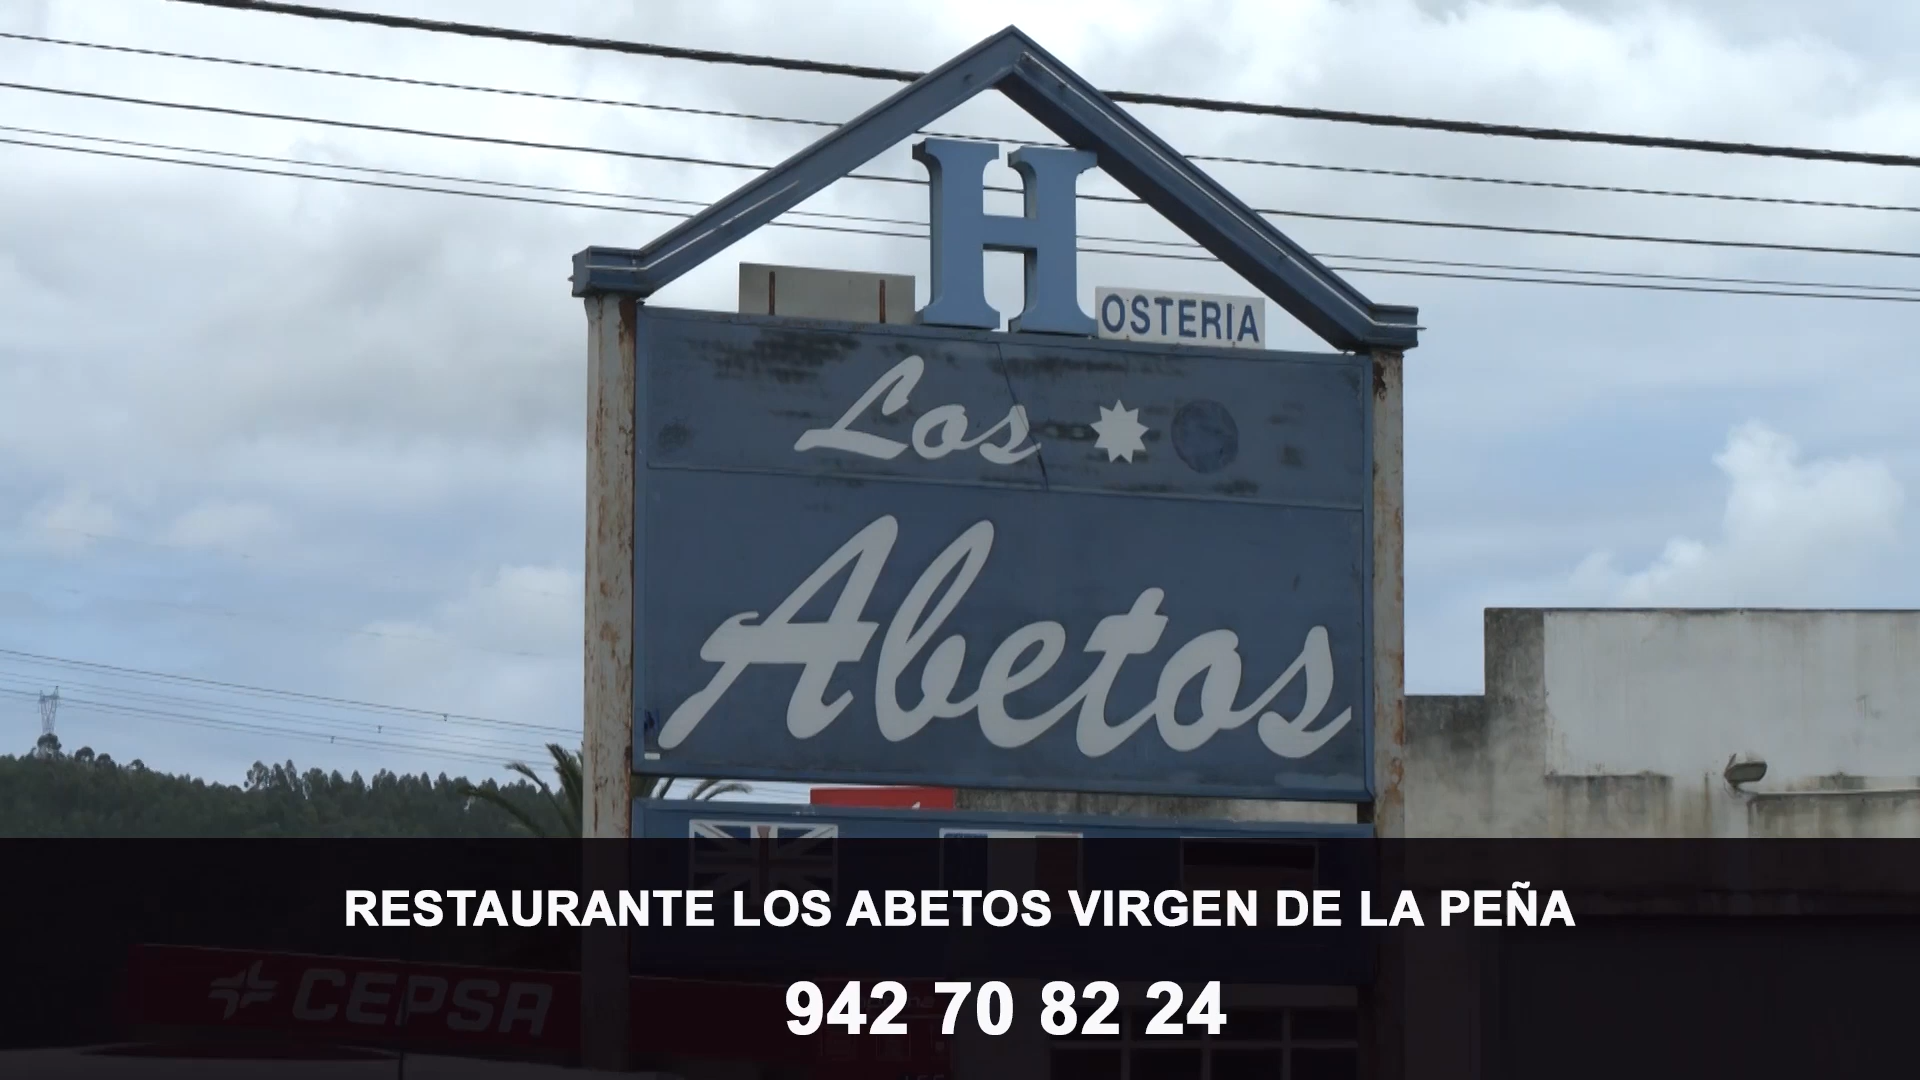 H
OSTERIA
Los
Abetos
RESTAURANTE LOS ABETOS VIRGEN DE LA PEÑA
CEPSA
942 70 82 24